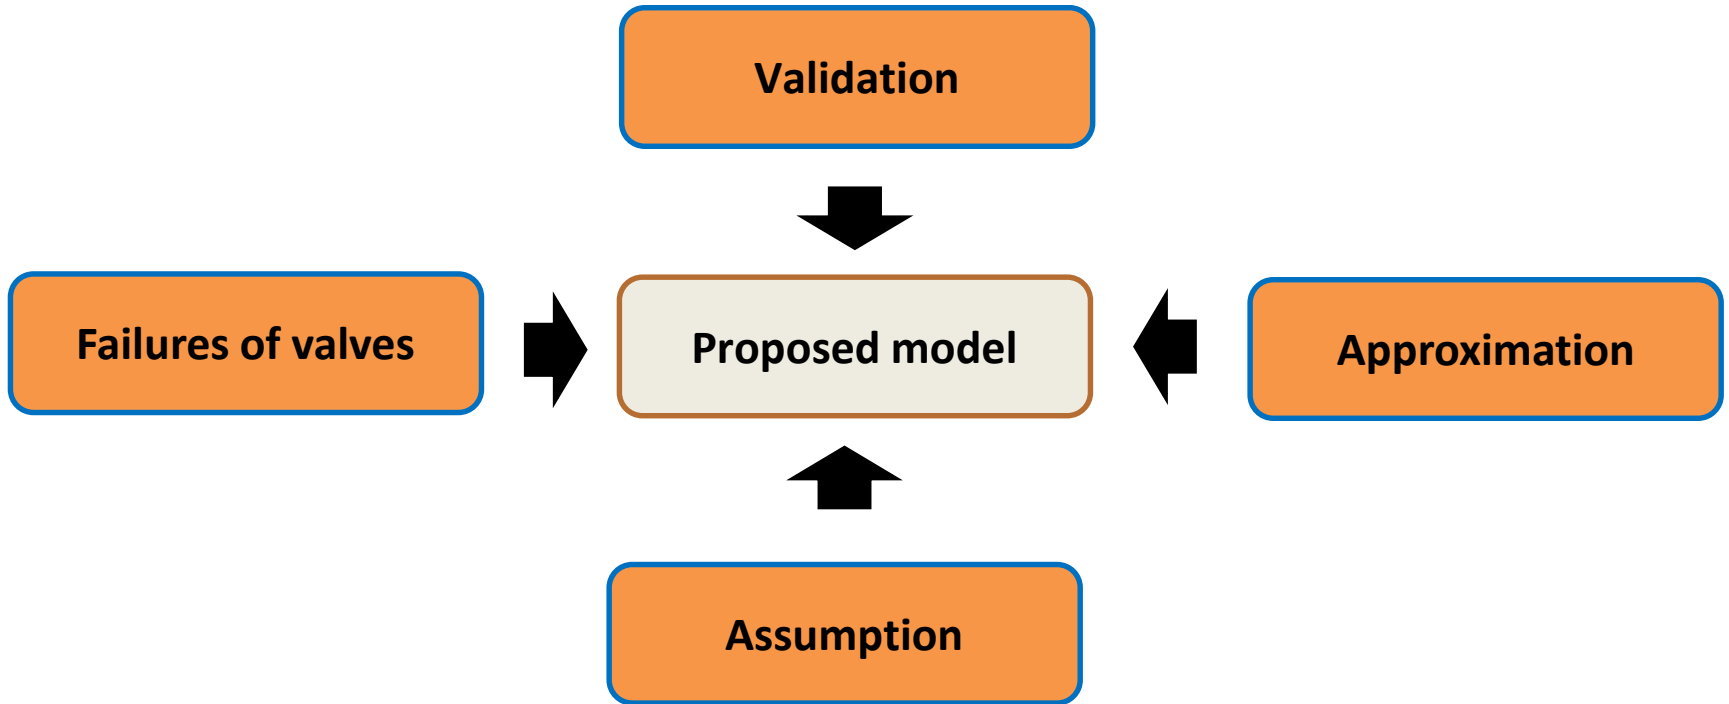 Validation
Failures of valves
Proposed model
Approximation
Assumption